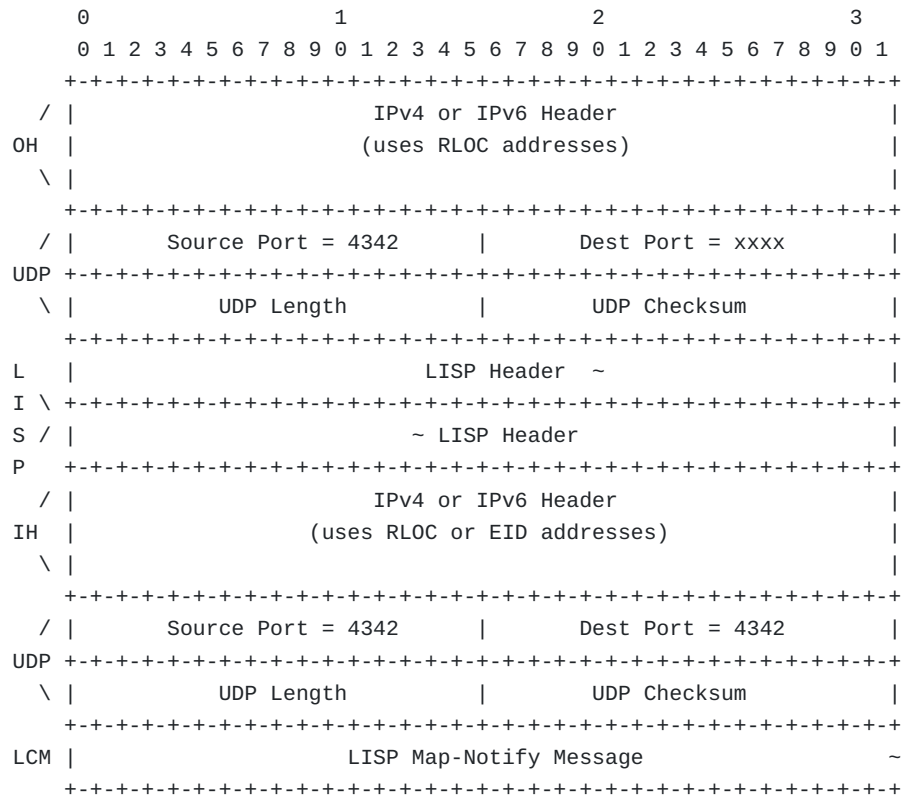 0                   1                   2                   3
     0 1 2 3 4 5 6 7 8 9 0 1 2 3 4 5 6 7 8 9 0 1 2 3 4 5 6 7 8 9 0 1
    +-+-+-+-+-+-+-+-+-+-+-+-+-+-+-+-+-+-+-+-+-+-+-+-+-+-+-+-+-+-+-+-+
  / |                       IPv4 or IPv6 Header                     |
OH  |                      (uses RLOC addresses)                    |
  \ |                                                               |
    +-+-+-+-+-+-+-+-+-+-+-+-+-+-+-+-+-+-+-+-+-+-+-+-+-+-+-+-+-+-+-+-+
  / |       Source Port = 4342      |       Dest Port = xxxx        |
UDP +-+-+-+-+-+-+-+-+-+-+-+-+-+-+-+-+-+-+-+-+-+-+-+-+-+-+-+-+-+-+-+-+
  \ |           UDP Length          |        UDP Checksum           |
    +-+-+-+-+-+-+-+-+-+-+-+-+-+-+-+-+-+-+-+-+-+-+-+-+-+-+-+-+-+-+-+-+
L   |                           LISP Header  ~                      |
I \ +-+-+-+-+-+-+-+-+-+-+-+-+-+-+-+-+-+-+-+-+-+-+-+-+-+-+-+-+-+-+-+-+
S / |                          ~ LISP Header                        |
P   +-+-+-+-+-+-+-+-+-+-+-+-+-+-+-+-+-+-+-+-+-+-+-+-+-+-+-+-+-+-+-+-+
  / |                       IPv4 or IPv6 Header                     |
IH  |                  (uses RLOC or EID addresses)                 |
  \ |                                                               |
    +-+-+-+-+-+-+-+-+-+-+-+-+-+-+-+-+-+-+-+-+-+-+-+-+-+-+-+-+-+-+-+-+
  / |       Source Port = 4342      |       Dest Port = 4342        |
UDP +-+-+-+-+-+-+-+-+-+-+-+-+-+-+-+-+-+-+-+-+-+-+-+-+-+-+-+-+-+-+-+-+
  \ |           UDP Length          |        UDP Checksum           |
    +-+-+-+-+-+-+-+-+-+-+-+-+-+-+-+-+-+-+-+-+-+-+-+-+-+-+-+-+-+-+-+-+
LCM |                     LISP Map-Notify Message                   ~
    +-+-+-+-+-+-+-+-+-+-+-+-+-+-+-+-+-+-+-+-+-+-+-+-+-+-+-+-+-+-+-+-+